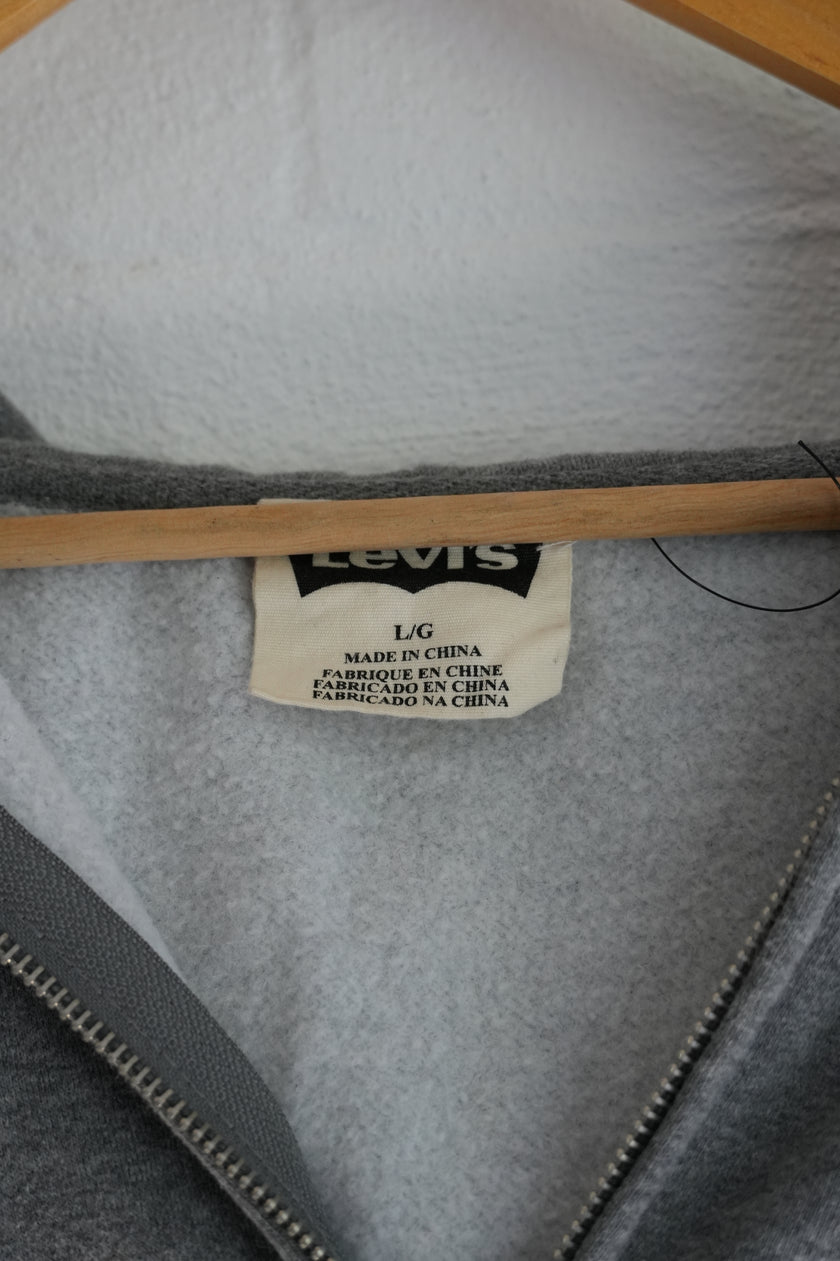 Levi's
L/G
MADE IN CHINA
FABRIQUE EN CHINE
FABRICADO EN CHINA
FABRICADO NA CHINA